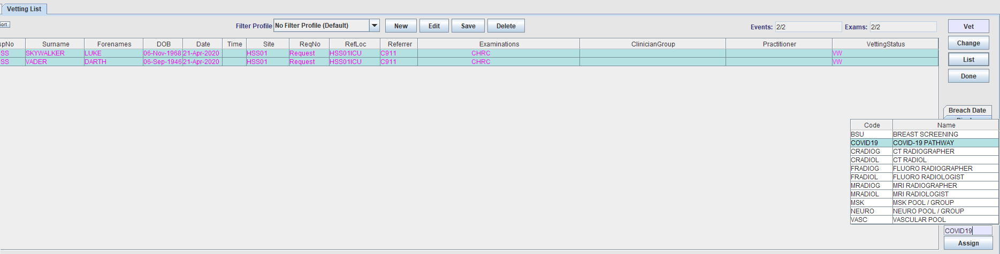 Vetting List
Sort
Filter Profile No Filter Profile (Default) New Edit Save Delete Events: 2/2 Exams: 2/2 Vet
spNo Surname Forenames DOB Date Time Site ReqNo RefLoc Referrer Examinations ClinicianGroup Practitioner VettingStatus Change
SS SKYWALKER LUKE 06-Nov-1968 21-Apr-2020 HSS01 Request HSS01ICU C911 CHRC VW
SS VADER DARTH 06-Sep-1946 21-Apr-2020 HSS01 Request HSS01ICU C911 CHRC VW
List
Done
Breach Date
Code Name
BSU BREAST SCREENING
COVID19 COVID-19 PATHWAY
CRADIOG CT RADIOGRAPHER
CRADIOL CT RADIOL
FRADIOG FLUORO RADIOGRAPHER
FRADIOL FLUORO RADIOLOGIST
MRADIOG MRI RADIOGRAPHER
MRADIOL MRI RADIOLOGIST
MSK MSK POOL / GROUP
NEURO NEURO POOL / GROUP
VASC VASCULAR POOL
COVID19
Assign